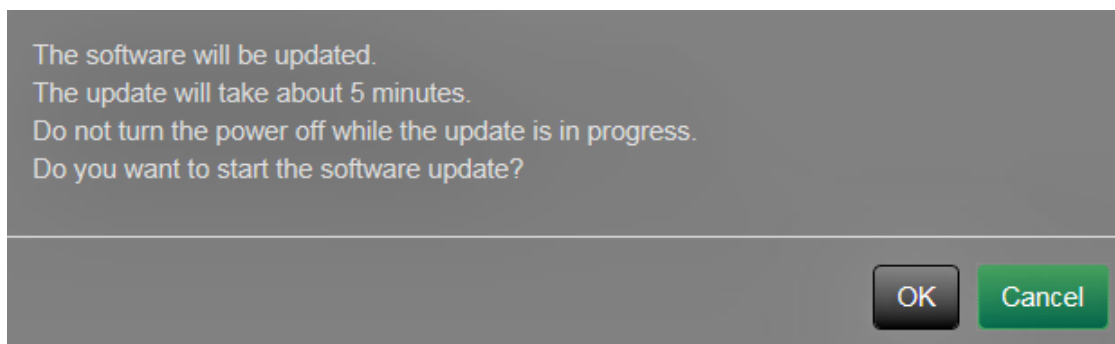 The software will be updated.
The update will take about 5 minutes.
Do not turn the power off while the update is in progress.
Do you want to start the software update?
OK
Cancel